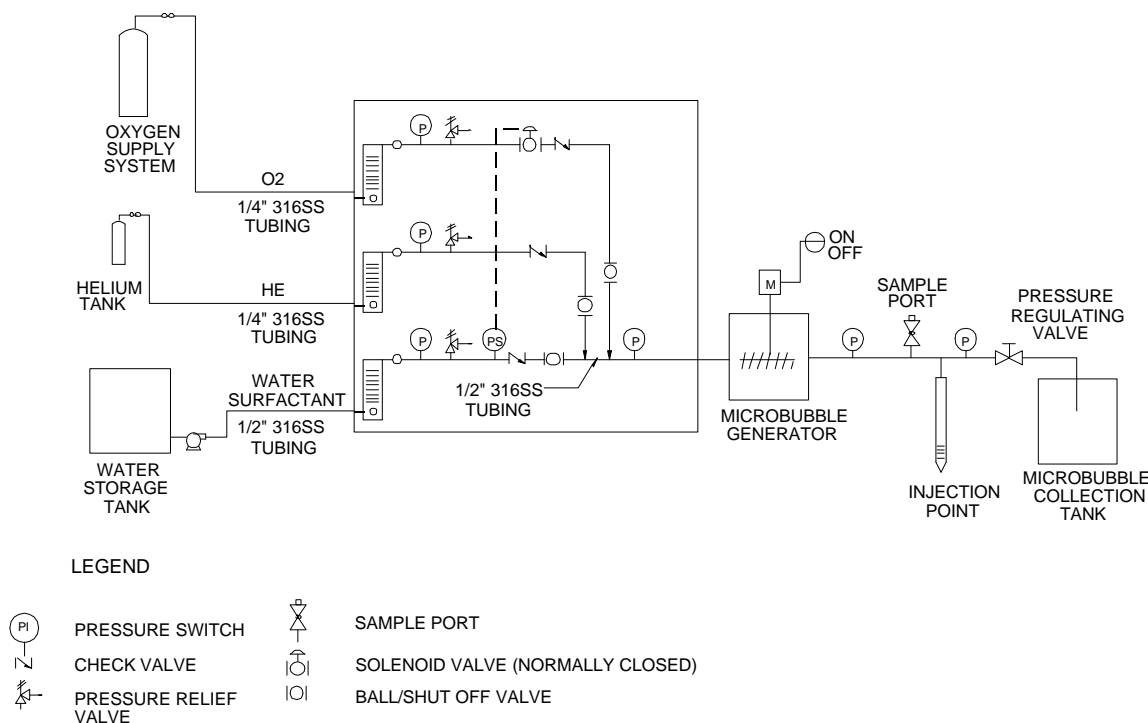 OXYGEN
SUPPLY
SYSTEM
O2
1/4" 316SS
TUBING
HELIUM
TANK
HE
1/4" 316SS
TUBING
WATER
SURFACTANT
1/2" 316SS
TUBING
WATER
STORAGE
TANK
P
P
P
PS
1/2" 316SS
TUBING
P
M
ON
OFF
MICROBUBBLE
GENERATOR
P
SAMPLE
PORT
P
PRESSURE
REGULATING
VALVE
INJECTION
POINT
MICROBUBBLE
COLLECTION
TANK
LEGEND
PI
PRESSURE SWITCH
CHECK VALVE
PRESSURE RELIEF
VALVE
SAMPLE PORT
SOLENOID VALVE (NORMALLY CLOSED)
BALL/SHUT OFF VALVE